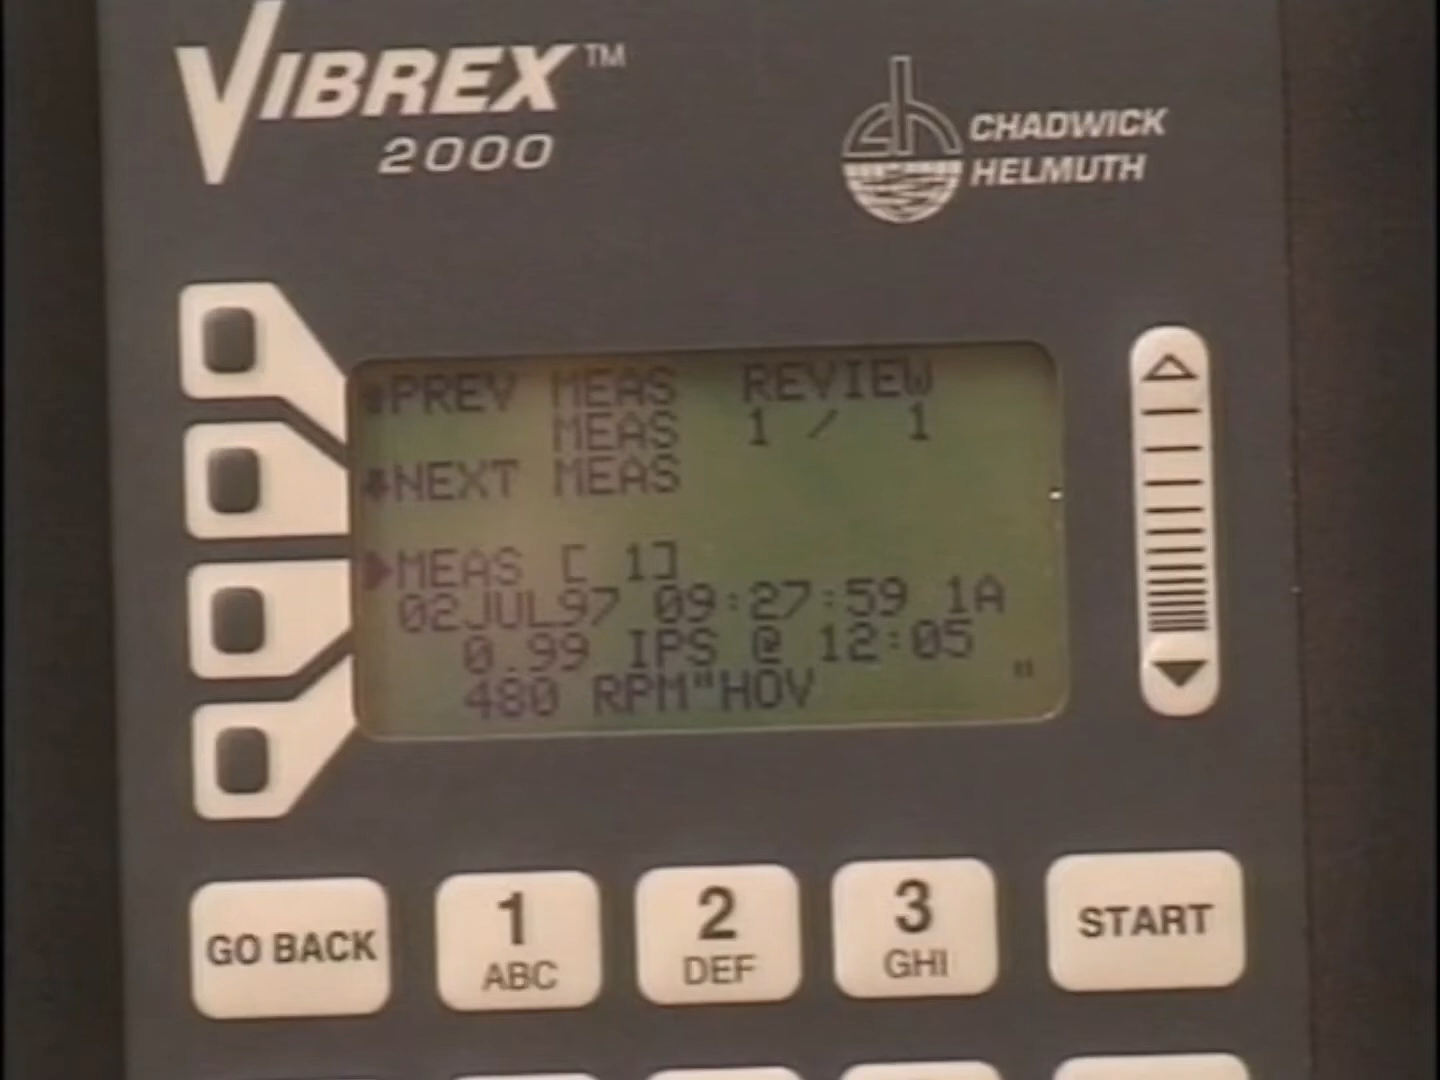 VIBREX™
2000
ch CHADWICK
HELMUTH
PREV MEAS REVIEW
MEAS 1 / 1
NEXT MEAS
MEAS [ 1]
02JUL97 09:27:59 1A
0.99 IPS @ 12:05
480 RPM"HOV "
GO BACK
1
ABC
2
DEF
3
GHI
START